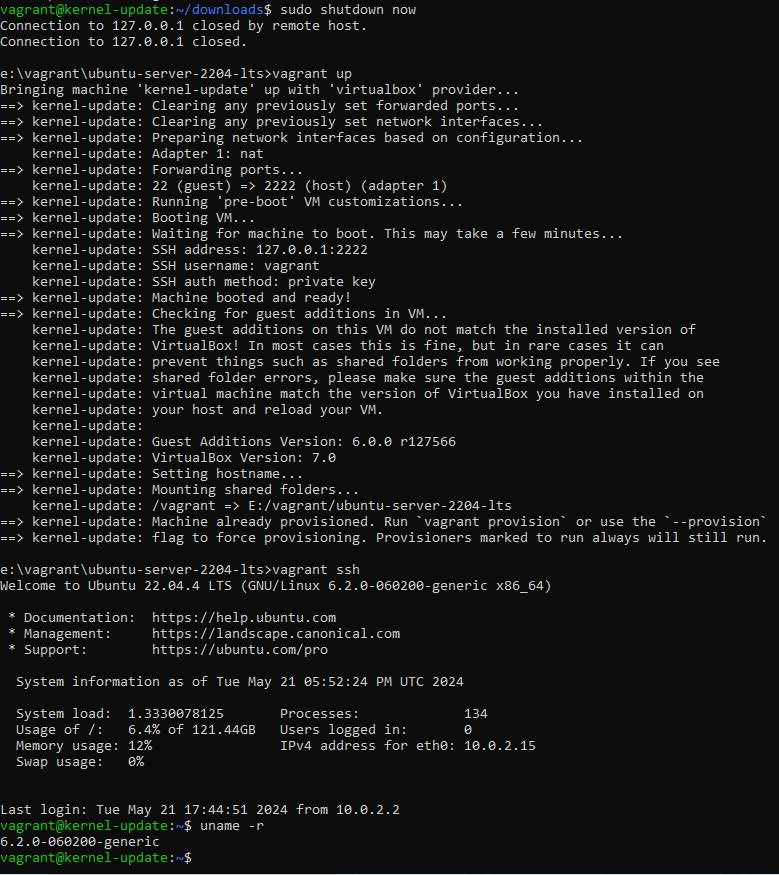 vagrant@kernel-update:~/downloads$ sudo shutdown now
Connection to 127.0.0.1 closed by remote host.
Connection to 127.0.0.1 closed.
e:\vagrant\ubuntu-server-2204-lts>vagrant up
Bringing machine 'kernel-update' up with 'virtualbox' provider...
==> kernel-update: Clearing any previously set forwarded ports...
==> kernel-update: Clearing any previously set network interfaces...
==> kernel-update: Preparing network interfaces based on configuration...
    kernel-update: Adapter 1: nat
==> kernel-update: Forwarding ports...
    kernel-update: 22 (guest) => 2222 (host) (adapter 1)
==> kernel-update: Running 'pre-boot' VM customizations...
==> kernel-update: Booting VM...
==> kernel-update: Waiting for machine to boot. This may take a few minutes...
    kernel-update: SSH address: 127.0.0.1:2222
    kernel-update: SSH username: vagrant
    kernel-update: SSH auth method: private key
==> kernel-update: Machine booted and ready!
==> kernel-update: Checking for guest additions in VM...
    kernel-update: The guest additions on this VM do not match the installed version of
    kernel-update: VirtualBox! In most cases this is fine, but in rare cases it can
    kernel-update: prevent things such as shared folders from working properly. If you see
    kernel-update: shared folder errors, please make sure the guest additions within the
    kernel-update: virtual machine match the version of VirtualBox you have installed on
    kernel-update: your host and reload your VM.
    kernel-update:
    kernel-update: Guest Additions Version: 6.0.0 r127566
    kernel-update: VirtualBox Version: 7.0
==> kernel-update: Setting hostname...
==> kernel-update: Mounting shared folders...
    kernel-update: /vagrant => E:/vagrant/ubuntu-server-2204-lts
==> kernel-update: Machine already provisioned. Run `vagrant provision` or use the `--provision`
==> kernel-update: flag to force provisioning. Provisioners marked to run always will still run.
e:\vagrant\ubuntu-server-2204-lts>vagrant ssh
Welcome to Ubuntu 22.04.4 LTS (GNU/Linux 6.2.0-060200-generic x86_64)
 * Documentation:  https://help.ubuntu.com
 * Management:     https://landscape.canonical.com
 * Support:        https://ubuntu.com/pro
  System information as of Tue May 21 05:52:24 PM UTC 2024
  System load:  1.3330078125       Processes:             134
  Usage of /:   6.4% of 121.44GB   Users logged in:       0
  Memory usage: 12%                IPv4 address for eth0: 10.0.2.15
  Swap usage:   0%
Last login: Tue May 21 17:44:51 2024 from 10.0.2.2
vagrant@kernel-update:~$ uname -r
6.2.0-060200-generic
vagrant@kernel-update:~$